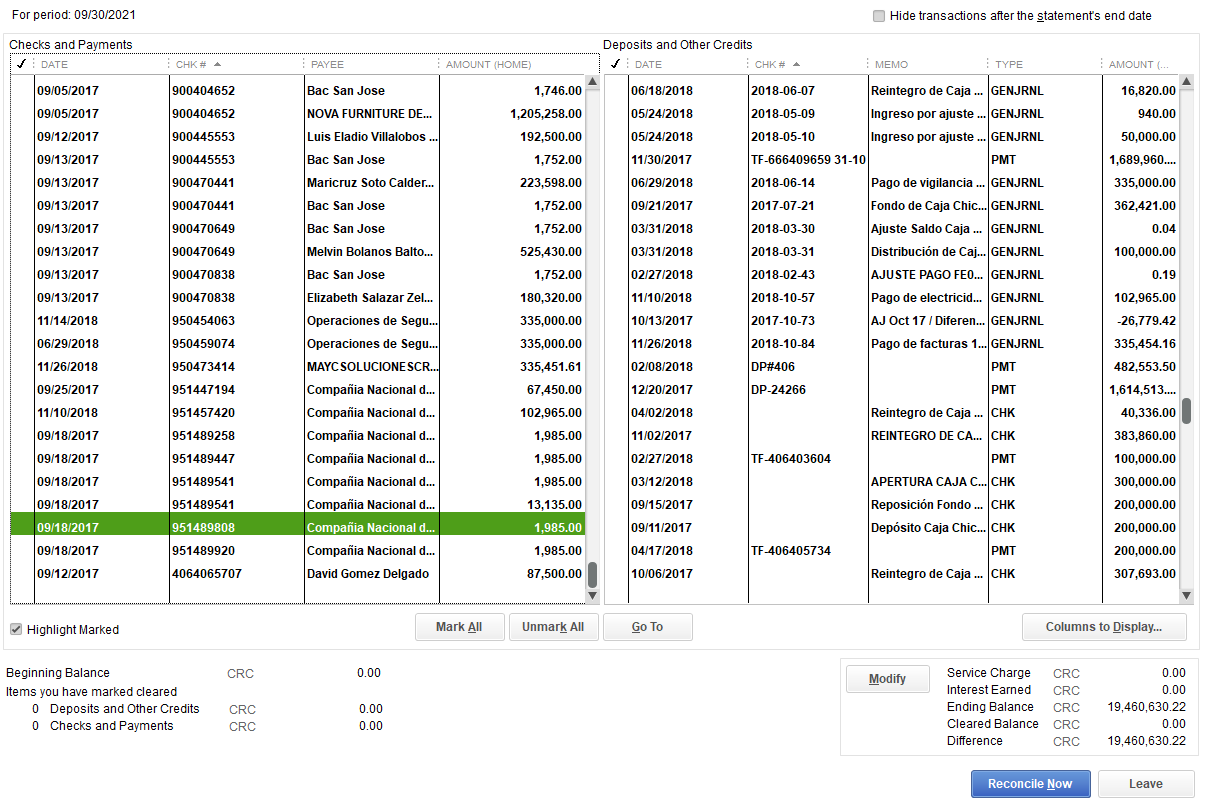 For period: 09/30/2021
Hide transactions after the statement's end date
Checks and Payments
DATE CHK # PAYEE AMOUNT (HOME)
09/05/2017 900404652 Bac San Jose 1,746.00
09/05/2017 900404652 NOVA FURNITURE DE... 1,205,258.00
09/12/2017 900445553 Luis Eladio Villalobos ... 192,500.00
09/13/2017 900445553 Bac San Jose 1,752.00
09/13/2017 900470441 Maricruz Soto Calder... 223,598.00
09/13/2017 900470441 Bac San Jose 1,752.00
09/13/2017 900470649 Bac San Jose 1,752.00
09/13/2017 900470649 Melvin Bolanos Balto... 525,430.00
09/13/2017 900470838 Bac San Jose 1,752.00
09/13/2017 900470838 Elizabeth Salazar Zel... 180,320.00
11/14/2018 950454063 Operaciones de Segu... 335,000.00
06/29/2018 950459074 Operaciones de Segu... 335,000.00
11/26/2018 950473414 MAYCSOLUCIONESCR... 335,451.61
09/25/2017 951447194 Compañia Nacional d... 67,450.00
11/10/2018 951457420 Compañia Nacional d... 102,965.00
09/18/2017 951489258 Compañia Nacional d... 1,985.00
09/18/2017 951489447 Compañia Nacional d... 1,985.00
09/18/2017 951489541 Compañia Nacional d... 1,985.00
09/18/2017 951489541 Compañia Nacional d... 13,135.00
09/18/2017 951489808 Compañia Nacional d... 1,985.00
09/18/2017 951489920 Compañia Nacional d... 1,985.00
09/12/2017 4064065707 David Gomez Delgado 87,500.00
Deposits and Other Credits
DATE CHK # MEMO TYPE AMOUNT (...
06/18/2018 2018-06-07 Reintegro de Caja ... GENJRNL 16,820.00
05/24/2018 2018-05-09 Ingreso por ajuste ... GENJRNL 940.00
05/24/2018 2018-05-10 Ingreso por ajuste ... GENJRNL 50,000.00
11/30/2017 TF-666409659 31-10 PMT 1,689,960....
06/29/2018 2018-06-14 Pago de vigilancia ... GENJRNL 335,000.00
09/21/2017 2017-07-21 Fondo de Caja Chic... GENJRNL 362,421.00
03/31/2018 2018-03-30 Ajuste Saldo Caja ... GENJRNL 0.04
03/31/2018 2018-03-31 Distribución de Caj... GENJRNL 100,000.00
02/27/2018 2018-02-43 AJUSTE PAGO FE0... GENJRNL 0.19
11/10/2018 2018-10-57 Pago de electricid... GENJRNL 102,965.00
10/13/2017 2017-10-73 AJ Oct 17 / Diferen... GENJRNL -26,779.42
11/26/2018 2018-10-84 Pago de facturas 1... GENJRNL 335,454.16
02/08/2018 DP#406 PMT 482,553.50
12/20/2017 DP-24266 PMT 1,614,513....
04/02/2018 Reintegro de Caja ... CHK 40,336.00
11/02/2017 REINTEGRO DE CA... CHK 383,860.00
02/27/2018 TF-406403604 PMT 100,000.00
03/12/2018 APERTURA CAJA C... CHK 300,000.00
09/15/2017 Reposición Fondo ... CHK 200,000.00
09/11/2017 Depósito Caja Chic... CHK 200,000.00
04/17/2018 TF-406405734 PMT 200,000.00
10/06/2017 Reintegro de Caja ... CHK 307,693.00
Highlight Marked
Mark All Unmark All Go To Columns to Display...
Beginning Balance CRC 0.00
Items you have marked cleared
0 Deposits and Other Credits CRC 0.00
0 Checks and Payments CRC 0.00
Modify
Service Charge CRC 0.00
Interest Earned CRC 0.00
Ending Balance CRC 19,460,630.22
Cleared Balance CRC 0.00
Difference CRC 19,460,630.22
Reconcile Now Leave